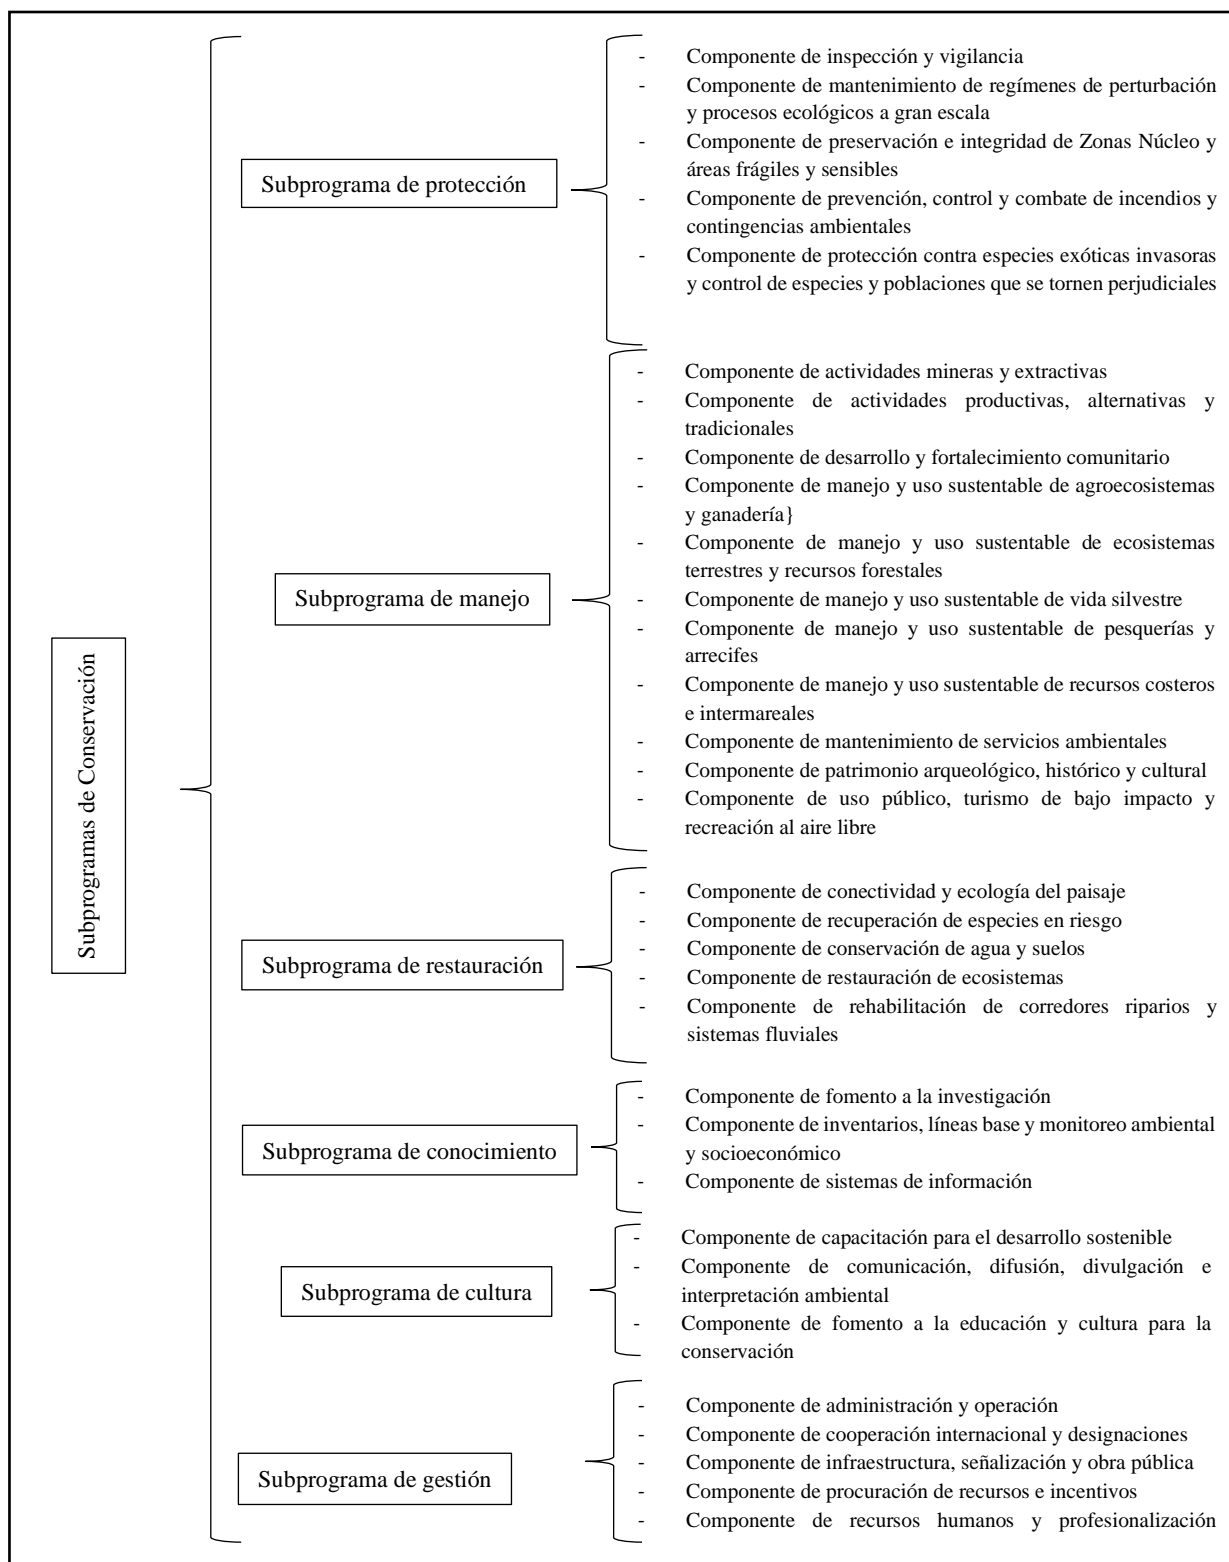 Subprogramas de Conservación
Subprograma de protección
- Componente de inspección y vigilancia
- Componente de mantenimiento de regímenes de perturbación
y procesos ecológicos a gran escala
- Componente de preservación e integridad de Zonas Núcleo y
áreas frágiles y sensibles
- Componente de prevención, control y combate de incendios y
contingencias ambientales
- Componente de protección contra especies exóticas invasoras
y control de especies y poblaciones que se tornen perjudiciales
Subprograma de manejo
- Componente de actividades mineras y extractivas
- Componente de actividades productivas, alternativas y
tradicionales
- Componente de desarrollo y fortalecimiento comunitario
- Componente de manejo y uso sustentable de agroecosistemas
y ganadería}
- Componente de manejo y uso sustentable de ecosistemas
terrestres y recursos forestales
- Componente de manejo y uso sustentable de vida silvestre
- Componente de manejo y uso sustentable de pesquerías y
arrecifes
- Componente de manejo y uso sustentable de recursos costeros
e intermareales
- Componente de mantenimiento de servicios ambientales
- Componente de patrimonio arqueológico, histórico y cultural
- Componente de uso público, turismo de bajo impacto y
recreación al aire libre
Subprograma de restauración
- Componente de conectividad y ecología del paisaje
- Componente de recuperación de especies en riesgo
- Componente de conservación de agua y suelos
- Componente de restauración de ecosistemas
- Componente de rehabilitación de corredores riparios y
sistemas fluviales
Subprograma de conocimiento
- Componente de fomento a la investigación
- Componente de inventarios, líneas base y monitoreo ambiental
y socioeconómico
- Componente de sistemas de información
Subprograma de cultura
- Componente de capacitación para el desarrollo sostenible
- Componente de comunicación, difusión, divulgación e
interpretación ambiental
- Componente de fomento a la educación y cultura para la
conservación
Subprograma de gestión
- Componente de administración y operación
- Componente de cooperación internacional y designaciones
- Componente de infraestructura, señalización y obra pública
- Componente de procuración de recursos e incentivos
- Componente de recursos humanos y profesionalización